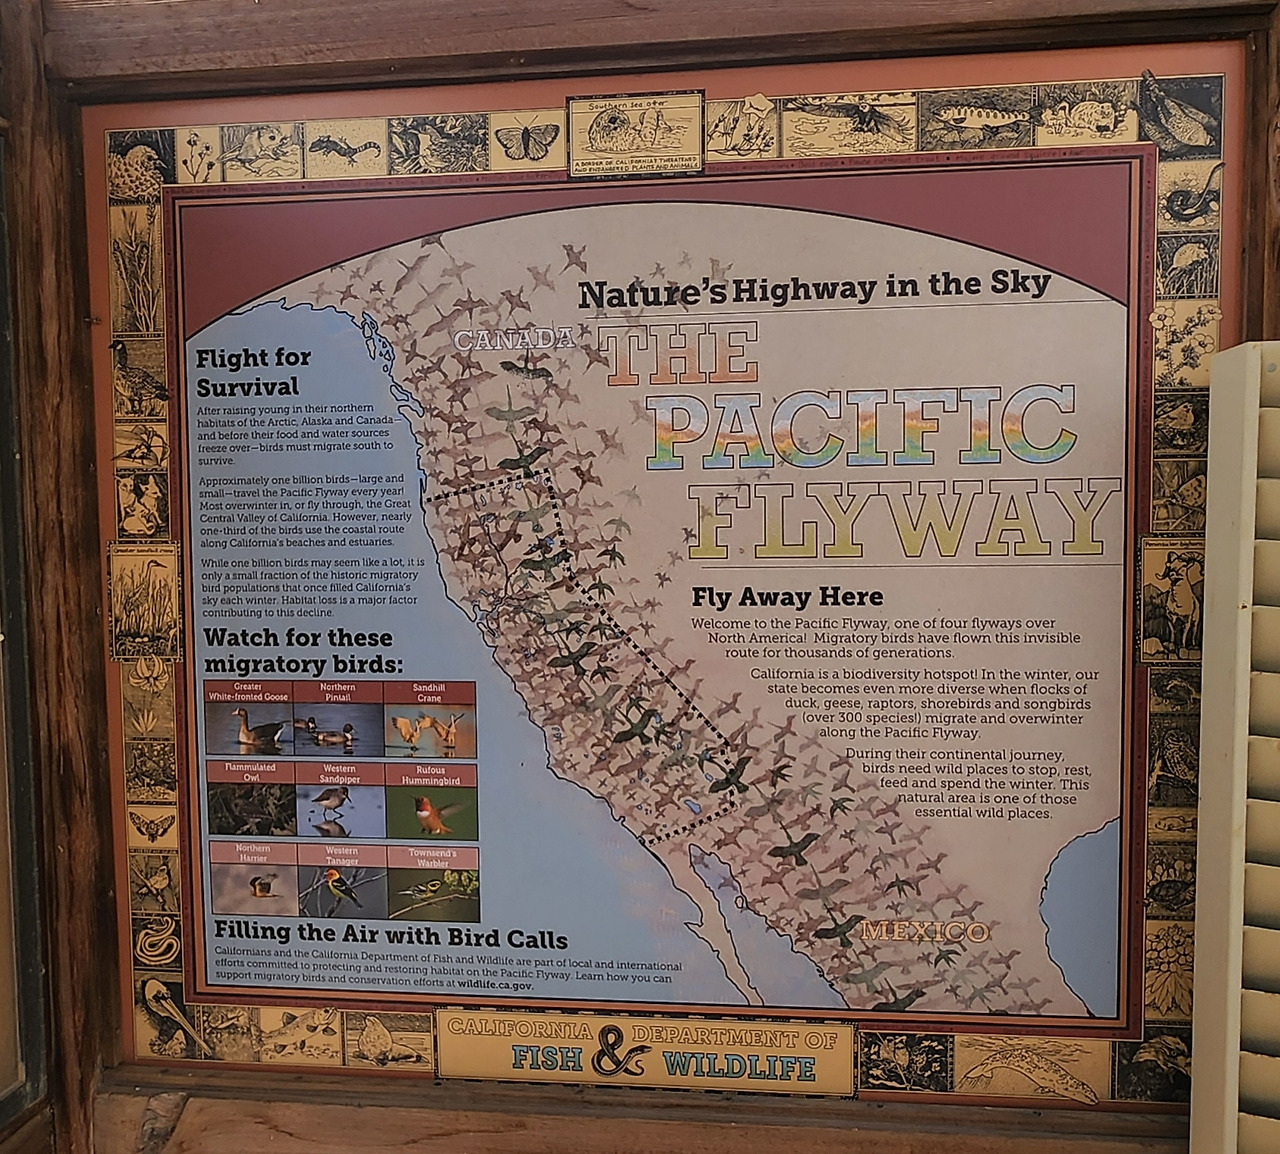 Southern Sea Otter
A BORDER OF CALIFORNIA'S THREATENED
AND ENDANGERED PLANTS AND ANIMALS
Nature's Highway in the Sky
THE
PACIFIC
FLYWAY
CANADA
MEXICO
Flight for
Survival
After raising young in their northern
habitats of the Arctic, Alaska and Canada—
and before their food and water sources
freeze over—birds must migrate south to
survive.
Approximately one billion birds—large and
small—travel the Pacific Flyway every year!
Most overwinter in, or fly through, the Great
Central Valley of California. However, nearly
one-third of the birds use the coastal route
along California's beaches and estuaries.
While one billion birds may seem like a lot, it is
only a small fraction of the historic migratory
bird populations that once filled California's
sky each winter. Habitat loss is a major factor
contributing to this decline.
Watch for these
migratory birds:
Greater
White-fronted Goose
Northern
Pintail
Sandhill
Crane
Flammulated
Owl
Western
Sandpiper
Rufous
Hummingbird
Northern
Harrier
Western
Tanager
Townsend's
Warbler
Filling the Air with Bird Calls
Californians and the California Department of Fish and Wildlife are part of local and international
efforts committed to protecting and restoring habitat on the Pacific Flyway. Learn how you can
support migratory birds and conservation efforts at wildlife.ca.gov.
Fly Away Here
Welcome to the Pacific Flyway, one of four flyways over
North America! Migratory birds have flown this invisible
route for thousands of generations.
California is a biodiversity hotspot! In the winter, our
state becomes even more diverse when flocks of
duck, geese, raptors, shorebirds and songbirds
(over 300 species!) migrate and overwinter
along the Pacific Flyway.
During their continental journey,
birds need wild places to stop, rest,
feed and spend the winter. This
natural area is one of those
essential wild places.
Greater Sandhill Crane
CALIFORNIA DEPARTMENT OF
FISH & WILDLIFE